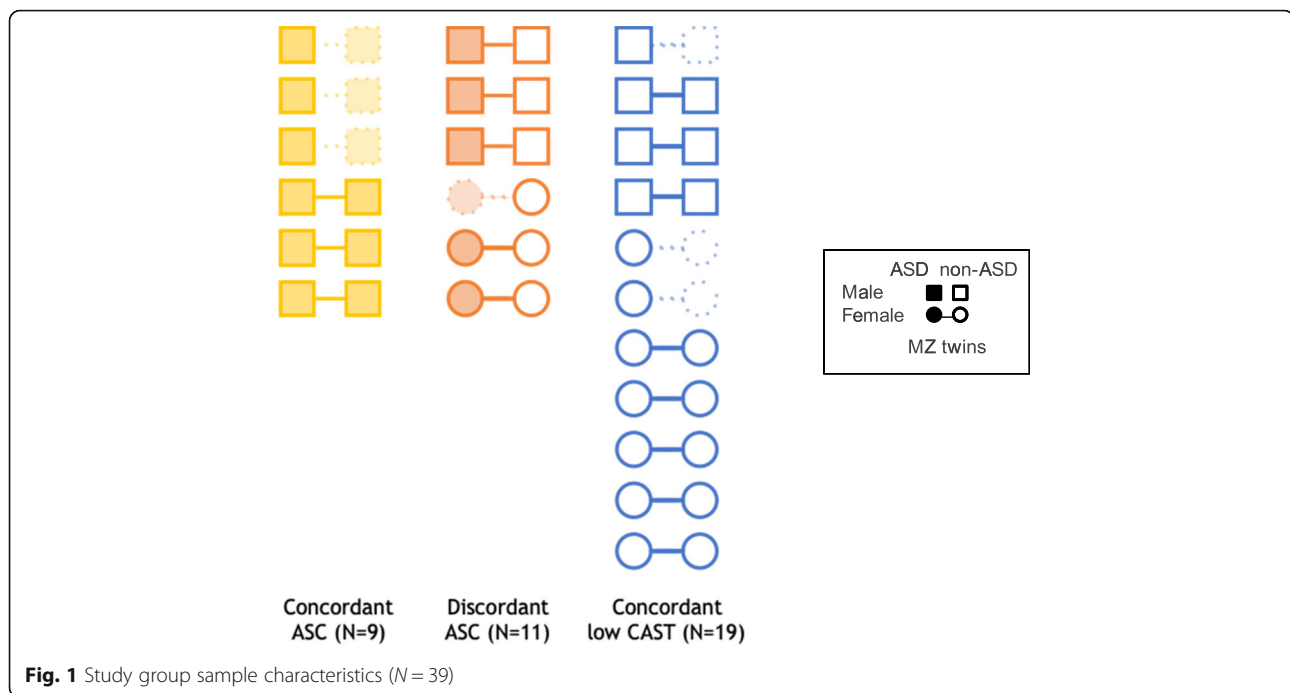 ASD non-ASD
Male
Female
MZ twins
Concordant
ASC (N=9)
Discordant
ASC (N=11)
Concordant
low CAST (N=19)
Fig. 1 Study group sample characteristics (N = 39)